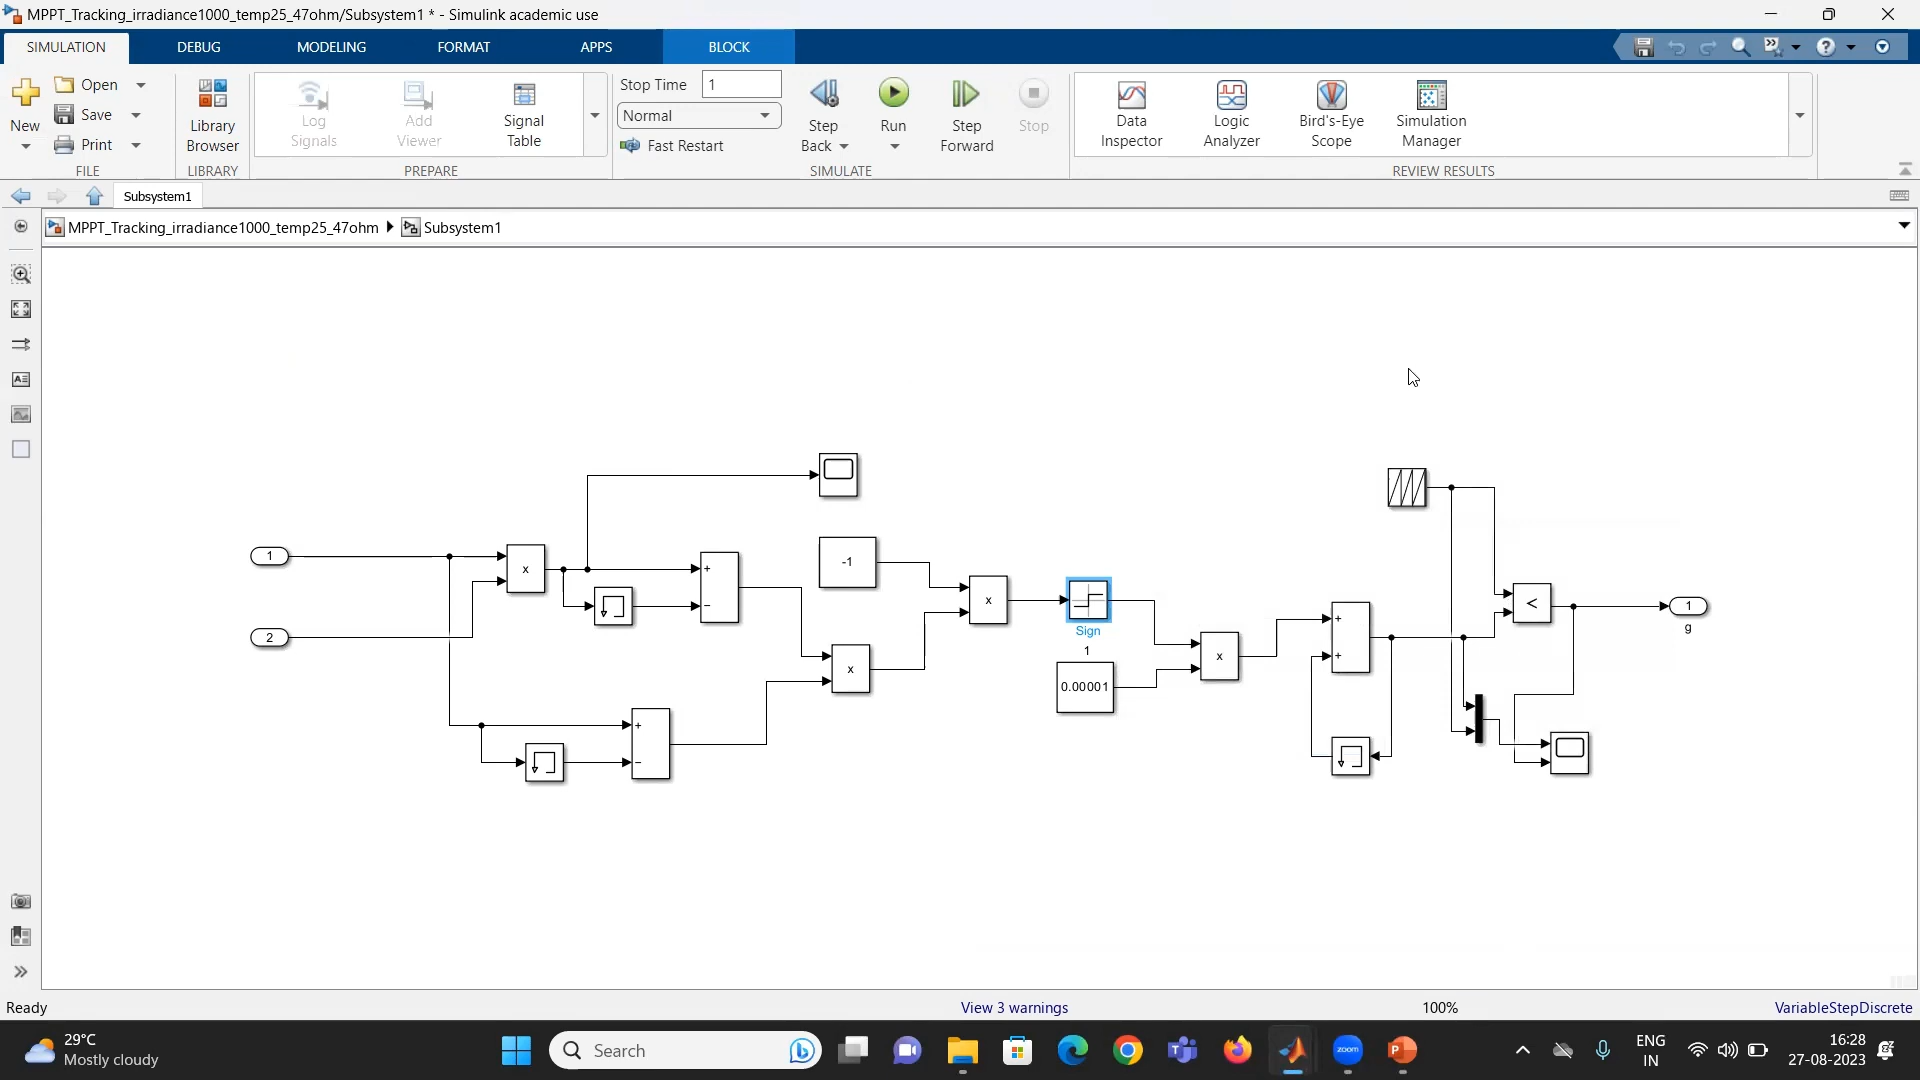 MPPT_Tracking_irradiance1000_temp25_47ohm/Subsystem1 * - Simulink academic use
SIMULATION DEBUG MODELING FORMAT APPS BLOCK
New
Open
Save
Print
FILE
Library
Browser
LIBRARY
Log
Signals
Add
Viewer
Signal
Table
PREPARE
Stop Time 1
Normal
Fast Restart
Step
Back
Run
Step
Forward
Stop
SIMULATE
Data
Inspector
Logic
Analyzer
Bird's-Eye
Scope
Simulation
Manager
REVIEW RESULTS
Subsystem1
MPPT_Tracking_irradiance1000_temp25_47ohm Subsystem1
1
2
x
+
−
+
−
-1
x
x
Sign
1
0.00001
x
+
+
<
1
g
Ready
View 3 warnings
100%
VariableStepDiscrete
29°C
Mostly cloudy
Search
zoom
ENG
IN
16:28
27-08-2023